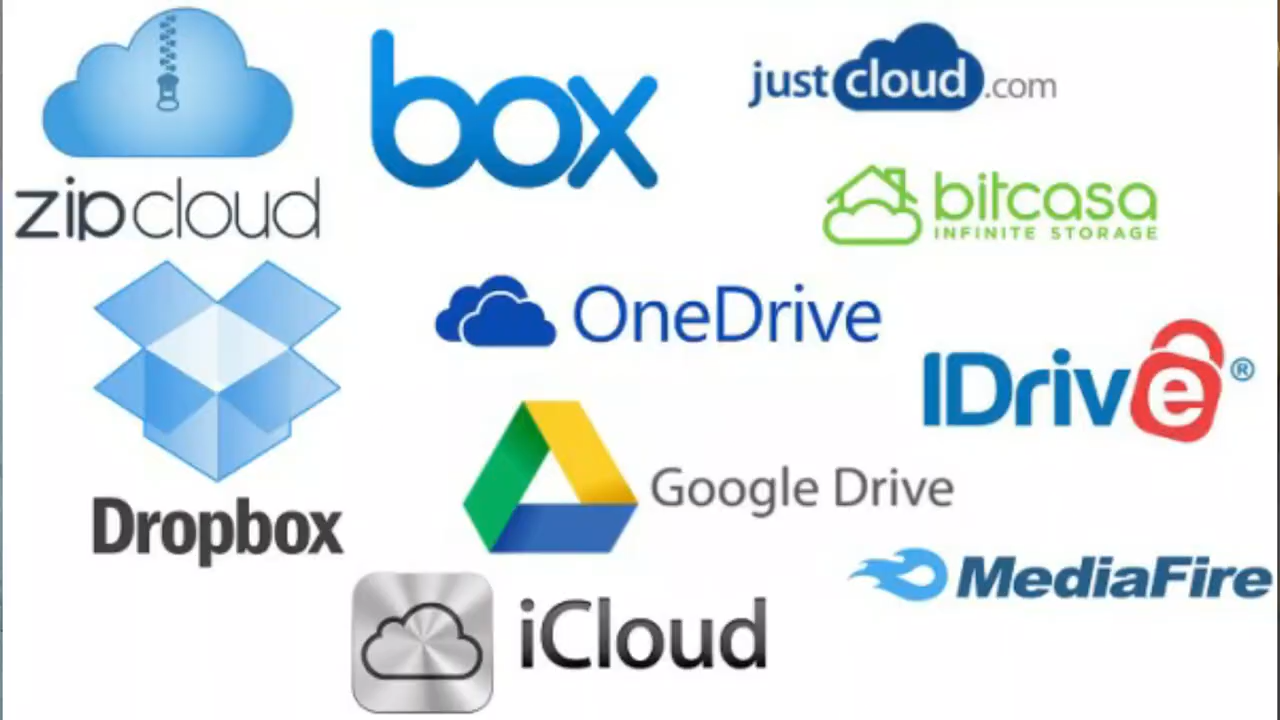 zipcloud
box
justcloud.com
bitcasa
INFINITE STORAGE
OneDrive
Dropbox
IDrive®
Google Drive
MediaFire
iCloud